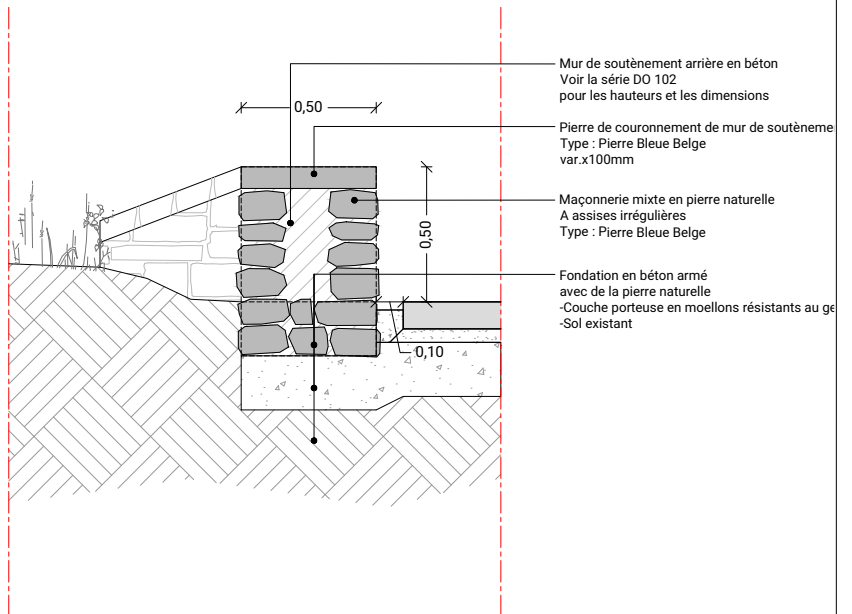 Mur de soutènement arrière en béton
Voir la série DO 102
pour les hauteurs et les dimensions
0,50
Pierre de couronnement de mur de soutèneme
Type : Pierre Bleue Belge
var.x100mm
Maçonnerie mixte en pierre naturelle
A assises irrégulières
Type : Pierre Bleue Belge
0,50
Fondation en béton armé
avec de la pierre naturelle
-Couche porteuse en moellons résistants au ge
-Sol existant
0,10